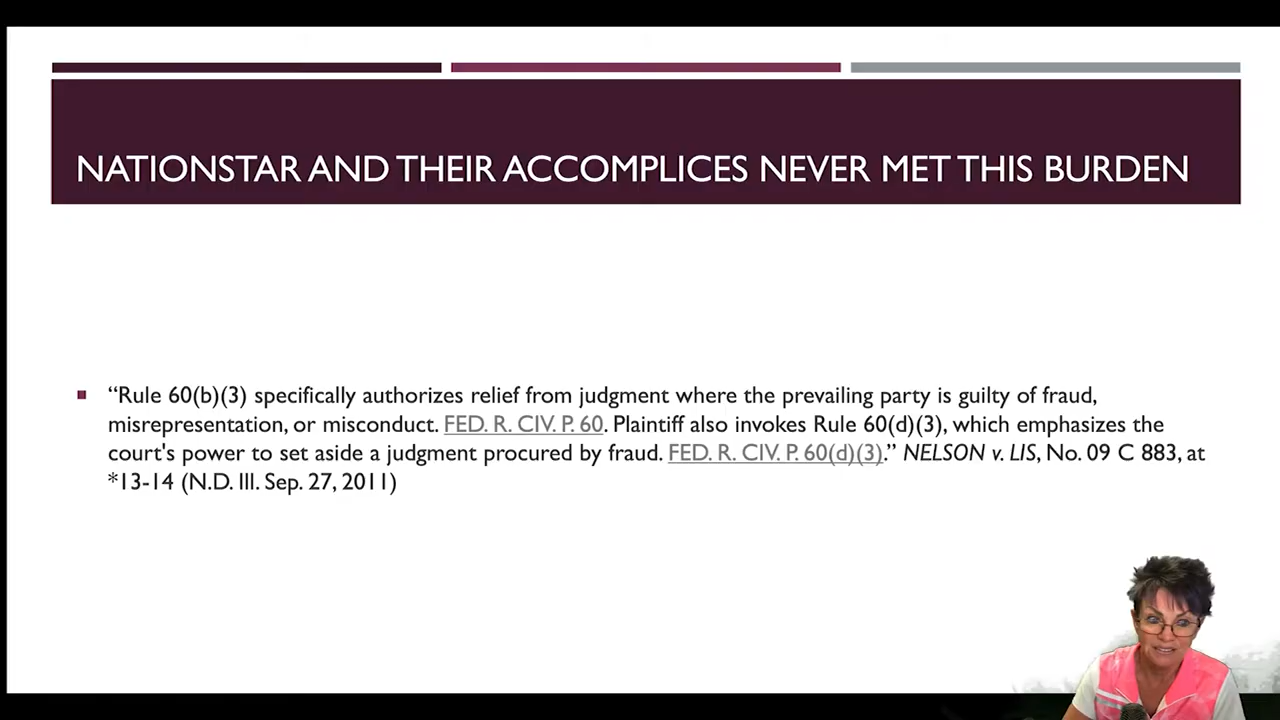 NATIONSTAR AND THEIR ACCOMPLICES NEVER MET THIS BURDEN
“Rule 60(b)(3) specifically authorizes relief from judgment where the prevailing party is guilty of fraud,
misrepresentation, or misconduct. FED. R. CIV. P. 60. Plaintiff also invokes Rule 60(d)(3), which emphasizes the
court's power to set aside a judgment procured by fraud. FED. R. CIV. P. 60(d)(3).” NELSON v. LIS, No. 09 C 883, at
*13-14 (N.D. Ill. Sep. 27, 2011)